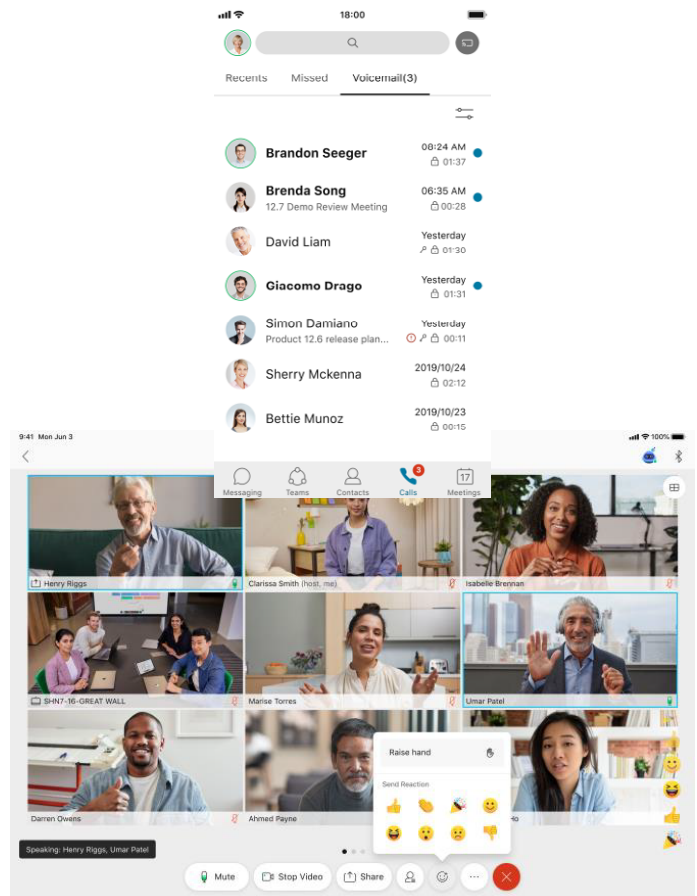 18:00
Recents Missed Voicemail(3)
Brandon Seeger 08:24 AM
01:37
Brenda Song 06:35 AM
12.7 Demo Review Meeting 00:28
David Liam Yesterday
01:30
Giacomo Drago Yesterday
01:31
Simon Damiano Yesterday
Product 12.6 release plan... 00:11
Sherry Mckenna 2019/10/24
02:12
Bettie Munoz 2019/10/23
00:15
3
17
Messaging Teams Contacts Calls Meetings
9:41 Mon Jun 3 100%
Henry Riggs Clarissa Smith (host, me) Isabelle Brennan
SHN7-16-GREAT WALL Marise Torres Umar Patel
Raise hand
Send Reaction
Darren Owens Ahmed Payne Ho
Speaking: Henry Riggs, Umar Patel
Mute Stop Video Share